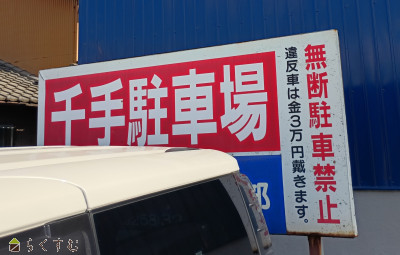 千手駐車場
無断駐車禁止
違反車は金3万円戴きます。
部
らくすむ